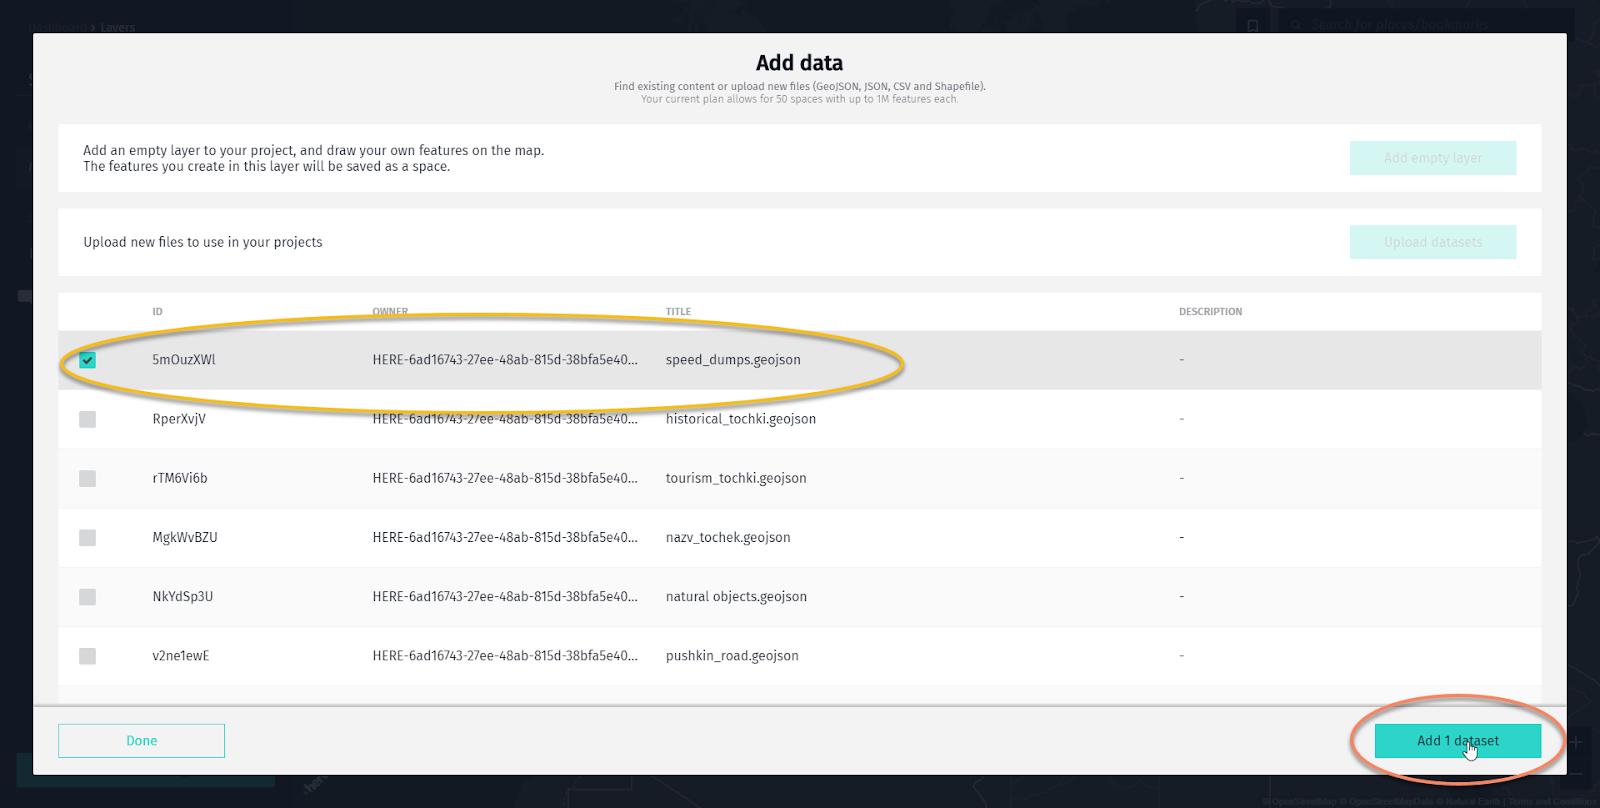 Dashboard › Layers
Search for places/bookmarks
Add data
Find existing content or upload new files (GeoJSON, JSON, CSV and Shapefile).
Your current plan allows for 50 spaces with up to 1M features each.
Add an empty layer to your project, and draw your own features on the map.
The features you create in this layer will be saved as a space.
Add empty layer
Upload new files to use in your projects
Upload datasets
ID OWNER TITLE DESCRIPTION
5mOuzXWl HERE-6ad16743-27ee-48ab-815d-38bfa5e40... speed_dumps.geojson -
RperXvjV HERE-6ad16743-27ee-48ab-815d-38bfa5e40... historical_tochki.geojson -
rTM6Vi6b HERE-6ad16743-27ee-48ab-815d-38bfa5e40... tourism_tochki.geojson -
MgkWvBZU HERE-6ad16743-27ee-48ab-815d-38bfa5e40... nazv_tochek.geojson -
NkYdSp3U HERE-6ad16743-27ee-48ab-815d-38bfa5e40... natural objects.geojson -
v2ne1ewE HERE-6ad16743-27ee-48ab-815d-38bfa5e40... pushkin_road.geojson -
Done
Add 1 dataset
© OpenStreetMap © OpenStreetMapData © Natural Earth | Terms and Conditions